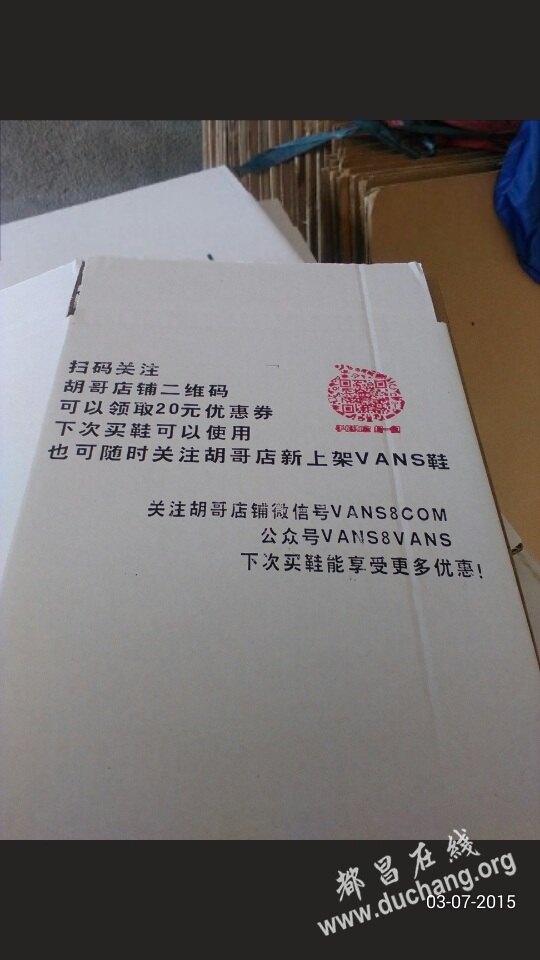 扫码关注
胡哥店铺二维码
可以领取20元优惠券
下次买鞋可以使用
也可随时关注胡哥店新上架VANS鞋
关注胡哥店铺微信号VANS8COM
公众号VANS8VANS
下次买鞋能享受更多优惠!
都昌在线
www.duchang.org
03-07-2015